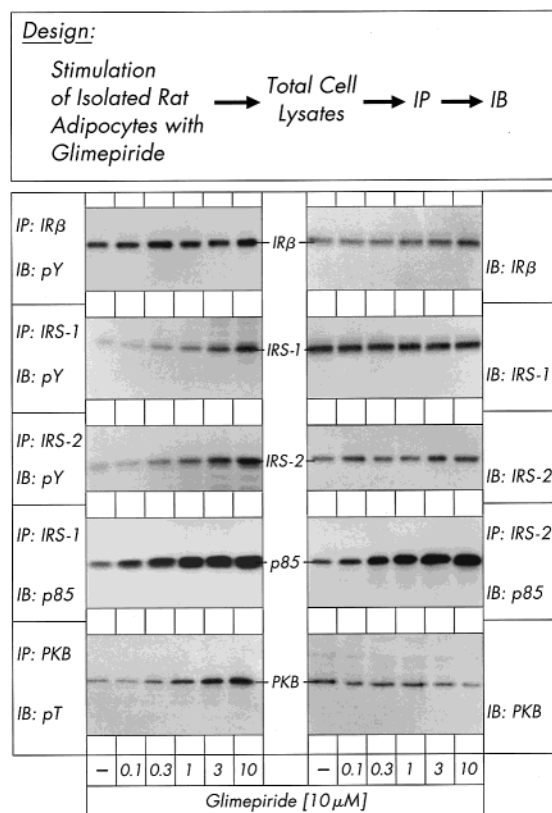 Design:
Stimulation
of Isolated Rat
Adipocytes with
Glimepiride
Total Cell
Lysates
IP
IB
IP: IRβ
IB: pY
IRβ
IB: IRβ
IP: IRS-1
IB: pY
IRS-1
IB: IRS-1
IP: IRS-2
IB: pY
IRS-2
IB: IRS-2
IP: IRS-1
IB: p85
p85
IP: IRS-2
IB: p85
IP: PKB
IB: pT
PKB
IB: PKB
– 0.1 0.3 1 3 10 – 0.1 0.3 1 3 10
Glimepiride [10 μM]